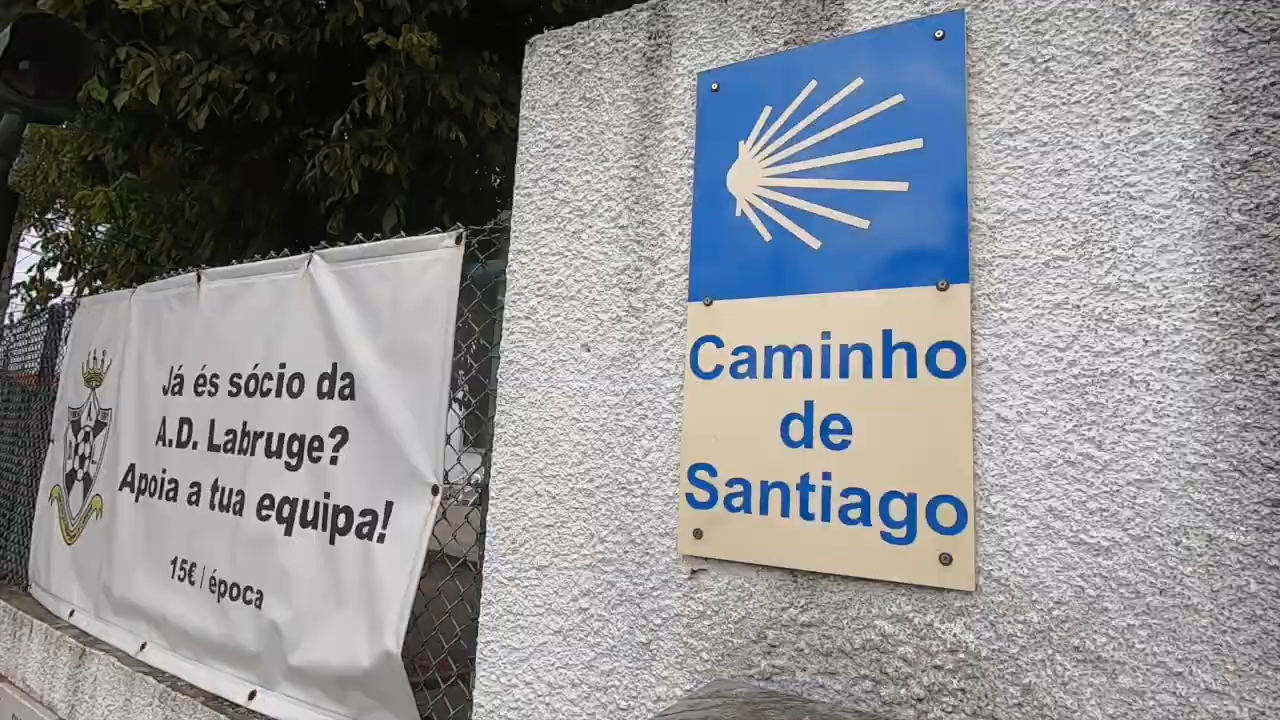 Já és sócio da
A.D. Labruge?
Apoia a tua equipa!
15€ | época
Caminho
de
Santiago